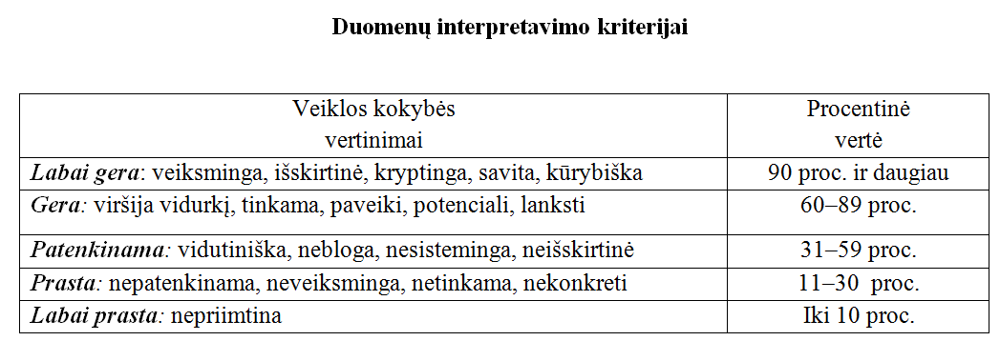 Duomenų interpretavimo kriterijai
Veiklos kokybės
vertinimai
Procentinė
vertė
Labai gera: veiksminga, išskirtinė, kryptinga, savita, kūrybiška
90 proc. ir daugiau
Gera: viršija vidurkį, tinkama, paveiki, potenciali, lanksti
60–89 proc.
Patenkinama: vidutiniška, nebloga, nesisteminga, neišskirtinė
31–59 proc.
Prasta: nepatenkinama, neveiksminga, netinkama, nekonkreti
11–30 proc.
Labai prasta: nepriimtina
Iki 10 proc.